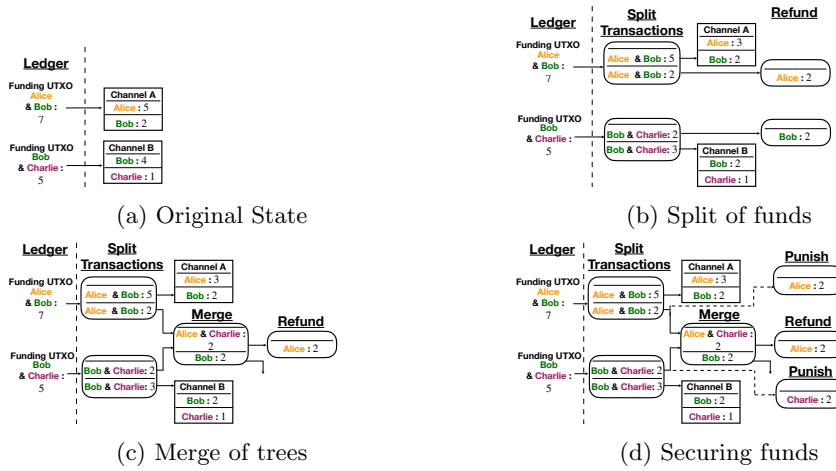 Ledger
Funding UTXO
Alice
& Bob :
7
Channel A
Alice : 5
Bob : 2
Funding UTXO
Bob
& Charlie :
5
Channel B
Bob : 4
Charlie : 1
(a) Original State
Ledger
Split
Transactions
Refund
Funding UTXO
Alice
& Bob :
7
Alice & Bob : 5
Alice & Bob : 2
Channel A
Alice : 3
Bob : 2
Alice : 2
Funding UTXO
Bob
& Charlie :
5
Bob & Charlie: 2
Bob & Charlie: 3
Bob : 2
Channel B
Bob : 2
Charlie : 1
(b) Split of funds
Ledger
Split
Transactions
Funding UTXO
Alice
& Bob :
7
Alice & Bob : 5
Alice & Bob : 2
Channel A
Alice : 3
Bob : 2
Merge
Alice & Charlie :
2
Bob : 2
Refund
Alice : 2
Funding UTXO
Bob
& Charlie :
5
Bob & Charlie: 2
Bob & Charlie: 3
Channel B
Bob : 2
Charlie : 1
(c) Merge of trees
Ledger
Split
Transactions
Funding UTXO
Alice
& Bob :
7
Alice & Bob : 5
Alice & Bob : 2
Channel A
Alice : 3
Bob : 2
Punish
Alice : 2
Merge
Alice & Charlie :
2
Bob : 2
Refund
Alice : 2
Funding UTXO
Bob
& Charlie :
5
Bob & Charlie: 2
Bob & Charlie: 3
Channel B
Bob : 2
Charlie : 1
Punish
Charlie : 2
(d) Securing funds